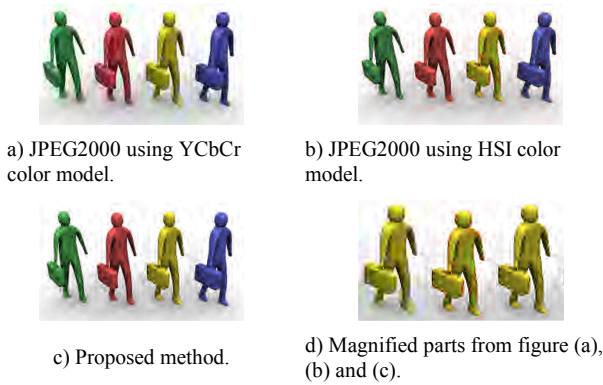 a) JPEG2000 using YCbCr
color model.
b) JPEG2000 using HSI color
model.
c) Proposed method.
d) Magnified parts from figure (a),
(b) and (c).